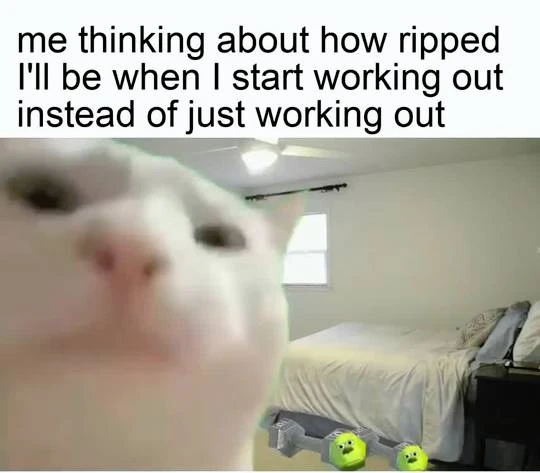 me thinking about how ripped
I'll be when I start working out
instead of just working out